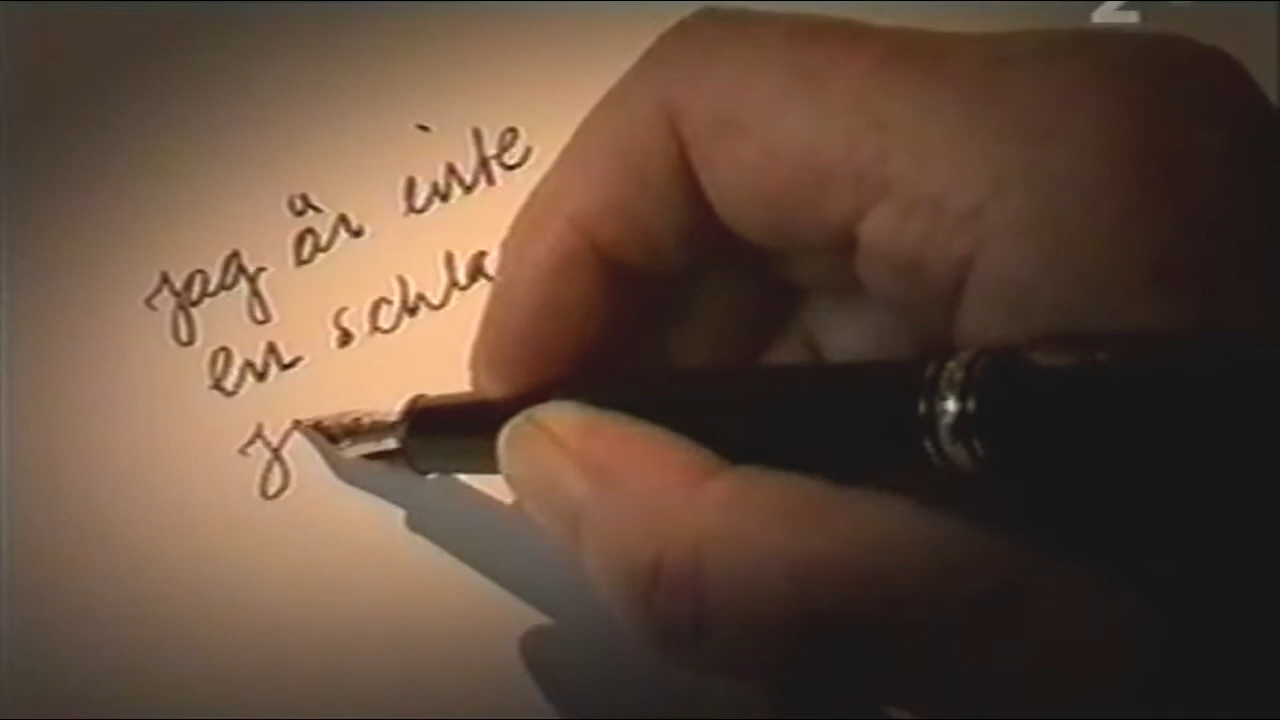 jag är inte
en schla
j